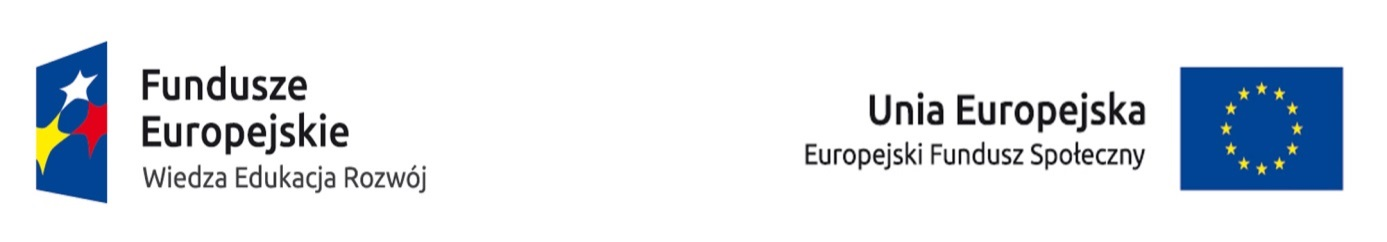 Fundusze
Europejskie
Wiedza Edukacja Rozwój
Unia Europejska
Europejski Fundusz Społeczny